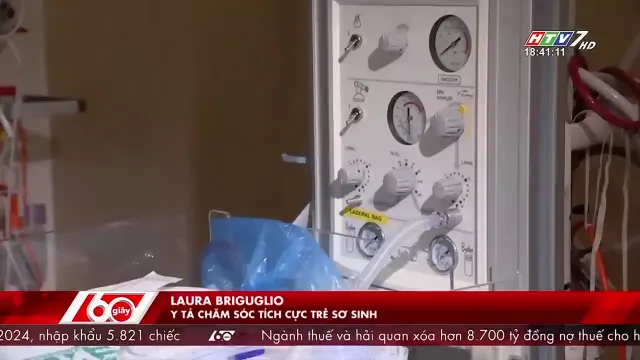 HTV7 HD
18:41:11
VACUUM
LAERDAL BAG
60 giây
LAURA BRIGUGLIO
Y TÁ CHĂM SÓC TÍCH CỰC TRẺ SƠ SINH
2024, nhập khẩu 5.821 chiếc
Ngành thuế và hải quan xóa hơn 8.700 tỷ đồng nợ thuế cho h